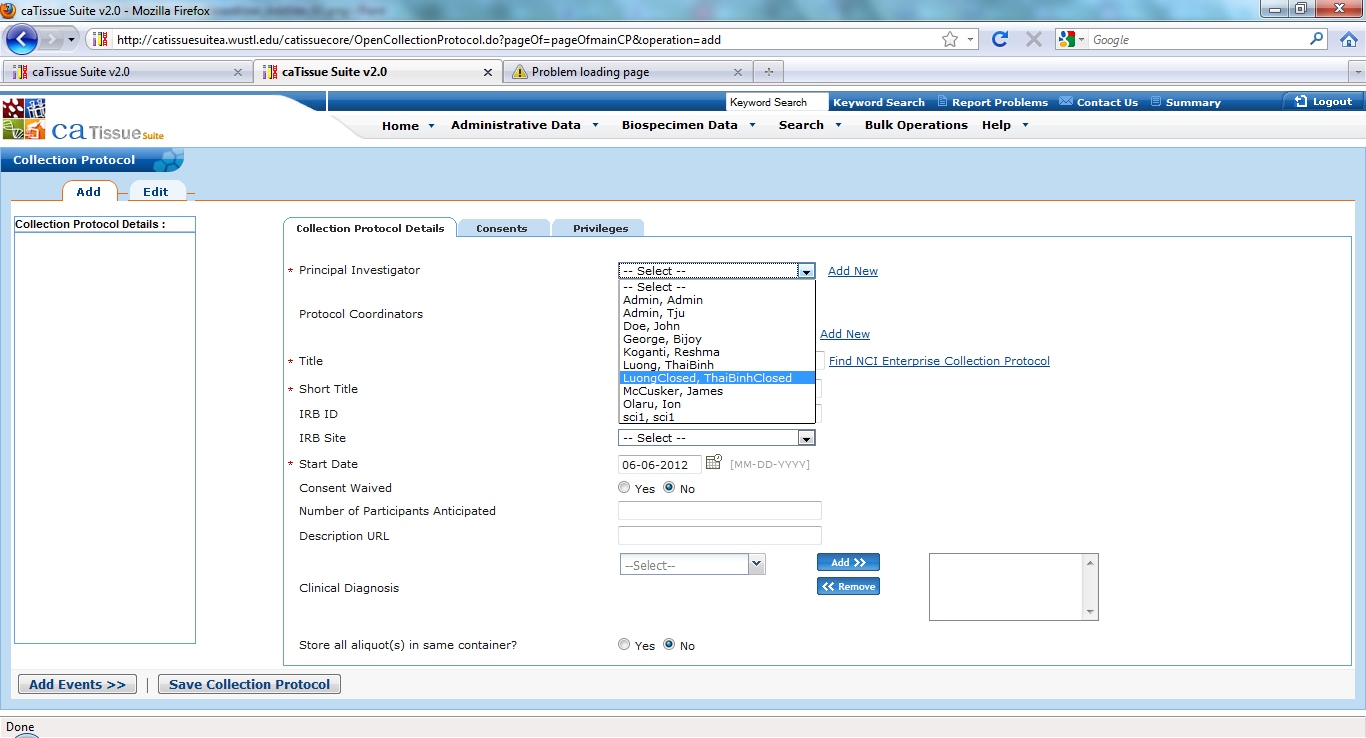 caTissue Suite v2.0 - Mozilla Firefox
http://catissuesuitea.wustl.edu/catissuecore/OpenCollectionProtocol.do?pageOf=pageOfmainCP&operation=add
Google
caTissue Suite v2.0
caTissue Suite v2.0
Problem loading page
Keyword Search
Keyword Search
Report Problems
Contact Us
Summary
Logout
ca Tissue Suite
Home
Administrative Data
Biospecimen Data
Search
Bulk Operations
Help
Collection Protocol
Add
Edit
Collection Protocol Details :
Collection Protocol Details
Consents
Privileges
* Principal Investigator
-- Select --
Add New
-- Select --
Admin, Admin
Admin, Tju
Doe, John
George, Bijoy
Koganti, Reshma
Luong, ThaiBinh
LuongClosed, ThaiBinhClosed
McCusker, James
Olaru, Ion
sci1, sci1
Protocol Coordinators
Add New
* Title
Find NCI Enterprise Collection Protocol
* Short Title
IRB ID
IRB Site
-- Select --
* Start Date
06-06-2012
[MM-DD-YYYY]
Consent Waived
Yes
No
Number of Participants Anticipated
Description URL
Clinical Diagnosis
--Select--
Add >>
<< Remove
Store all aliquot(s) in same container?
Yes
No
Add Events >>
|
Save Collection Protocol
Done